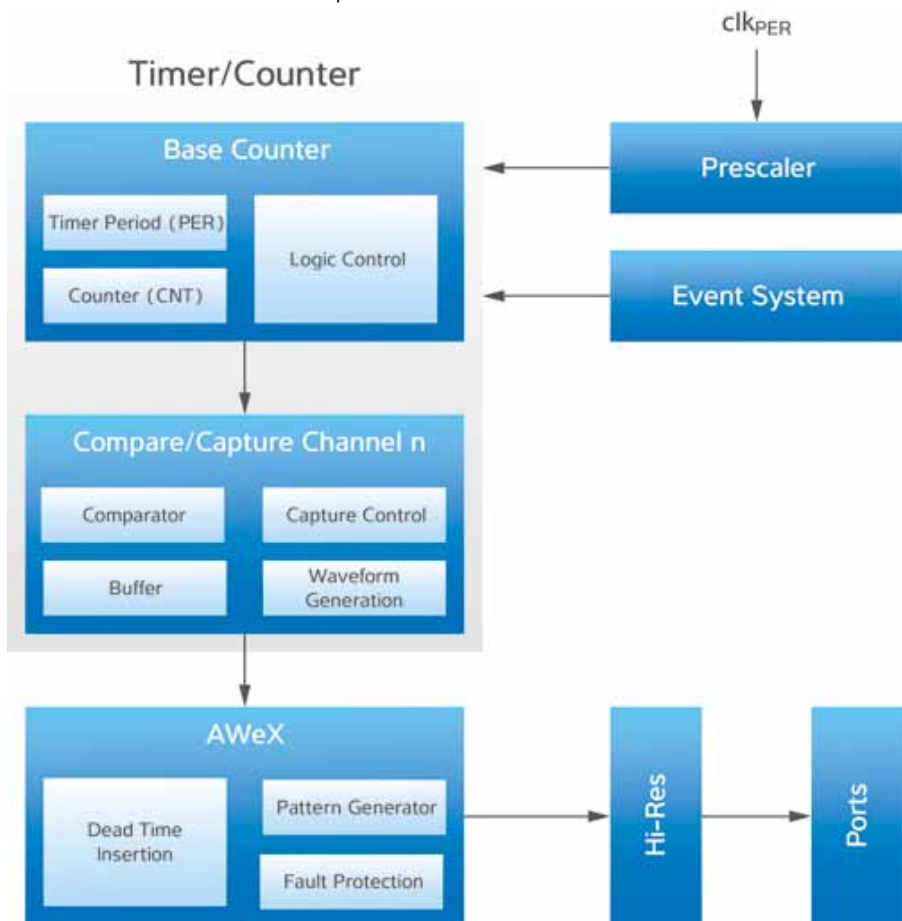 clkPER
Timer/Counter
Base Counter
Prescaler
Timer Period (PER)
Logic Control
Counter (CNT)
Event System
Compare/Capture Channel n
Comparator
Capture Control
Buffer
Waveform
Generation
AWeX
Dead Time
Insertion
Pattern Generator
Fault Protection
Hi-Res
Ports